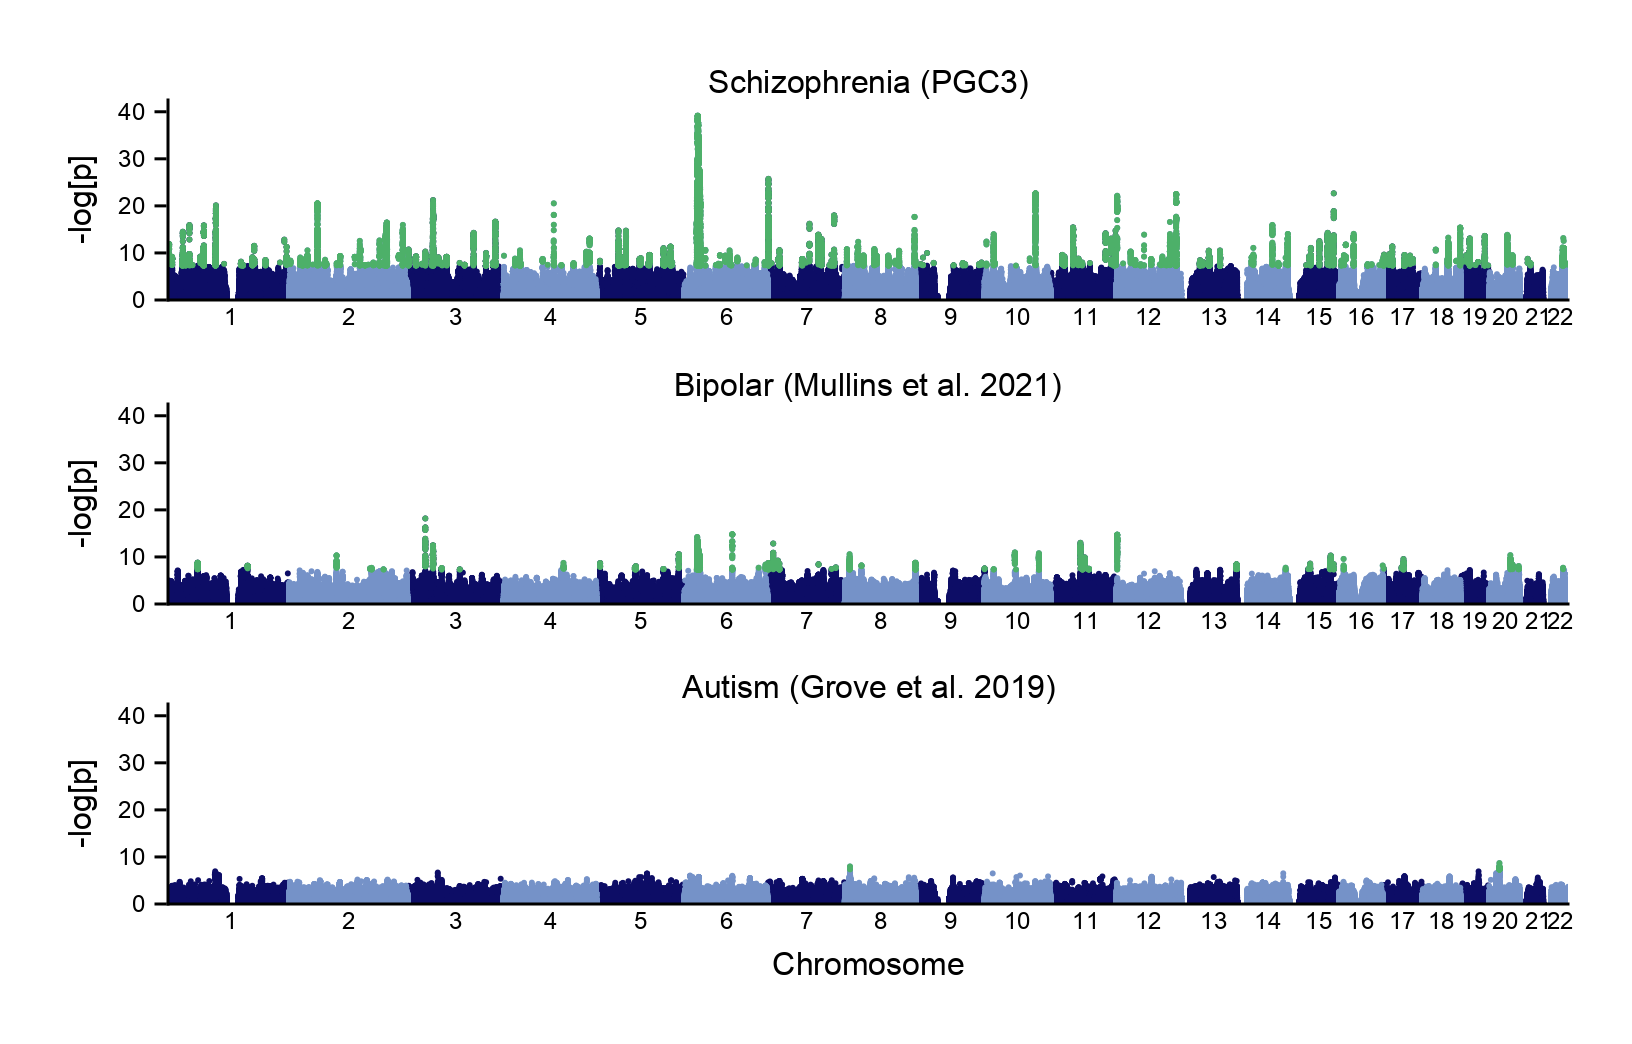 Schizophrenia (PGC3)
40
30
20
10
0
-log[p]
1 2 3 4 5 6 7 8 9 10 11 12 13 14 15 16 17 18 19 20 21 22
Bipolar (Mullins et al. 2021)
40
30
20
10
0
-log[p]
1 2 3 4 5 6 7 8 9 10 11 12 13 14 15 16 17 18 19 20 21 22
Autism (Grove et al. 2019)
40
30
20
10
0
-log[p]
1 2 3 4 5 6 7 8 9 10 11 12 13 14 15 16 17 18 19 20 21 22
Chromosome